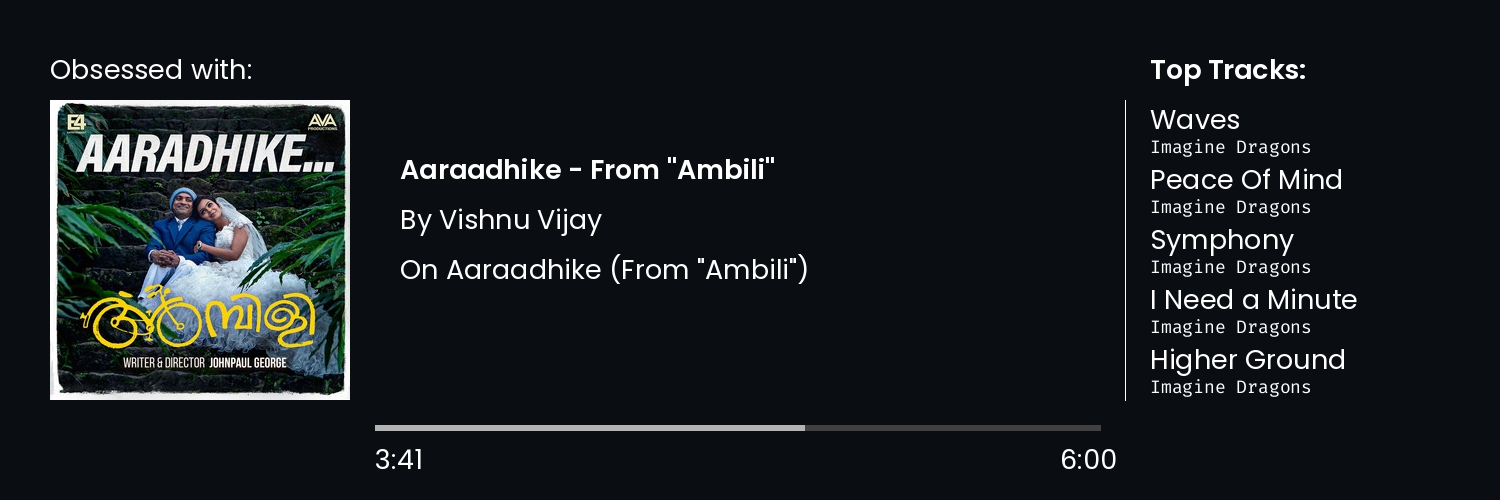 Obsessed with:
E4
AVA
PRODUCTIONS
AARADHIKE...
അമ്പിളി
WRITER & DIRECTOR JOHNPAUL GEORGE
Aaraadhike - From "Ambili"
By Vishnu Vijay
On Aaraadhike (From "Ambili")
3:41
6:00
Top Tracks:
Waves
Imagine Dragons
Peace Of Mind
Imagine Dragons
Symphony
Imagine Dragons
I Need a Minute
Imagine Dragons
Higher Ground
Imagine Dragons